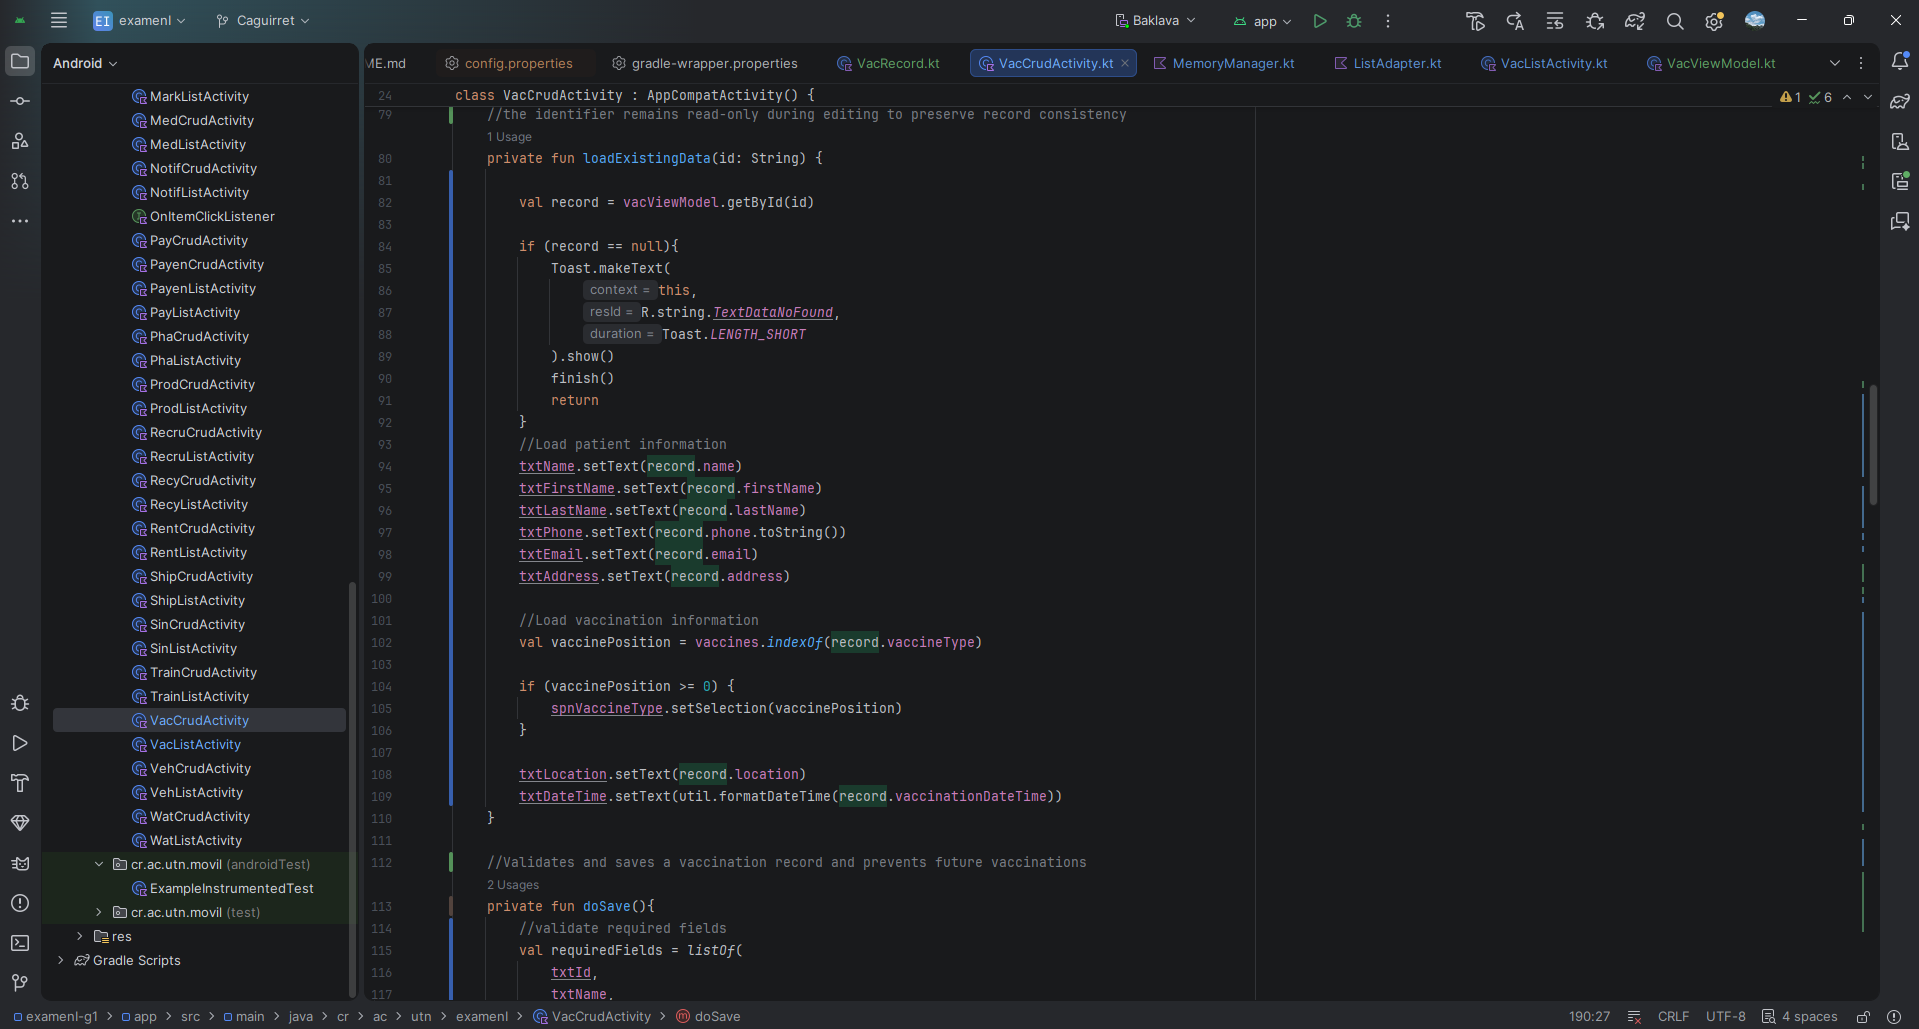 EI examenI
Caguirret
Baklava
app
Android
ME.md
config.properties
gradle-wrapper.properties
VacRecord.kt
VacCrudActivity.kt
MemoryManager.kt
ListAdapter.kt
VacListActivity.kt
VacViewModel.kt
MarkListActivity
MedCrudActivity
MedListActivity
NotifCrudActivity
NotifListActivity
OnItemClickListener
PayCrudActivity
PayenCrudActivity
PayenListActivity
PayListActivity
PhaCrudActivity
PhaListActivity
ProdCrudActivity
ProdListActivity
RecruCrudActivity
RecruListActivity
RecyCrudActivity
RecyListActivity
RentCrudActivity
RentListActivity
ShipCrudActivity
ShipListActivity
SinCrudActivity
SinListActivity
TrainCrudActivity
TrainListActivity
VacCrudActivity
VacListActivity
VehCrudActivity
VehListActivity
WatCrudActivity
WatListActivity
cr.ac.utn.movil (androidTest)
ExampleInstrumentedTest
cr.ac.utn.movil (test)
res
Gradle Scripts
24 class VacCrudActivity : AppCompatActivity() {
1 6
79 //the identifier remains read-only during editing to preserve record consistency
1 Usage
80 private fun loadExistingData(id: String) {
81
82 val record = vacViewModel.getById(id)
83
84 if (record == null){
85 Toast.makeText(
86 context = this,
87 resId = R.string.TextDataNoFound,
88 duration = Toast.LENGTH_SHORT
89 ).show()
90 finish()
91 return
92 }
93 //Load patient information
94 txtName.setText(record.name)
95 txtFirstName.setText(record.firstName)
96 txtLastName.setText(record.lastName)
97 txtPhone.setText(record.phone.toString())
98 txtEmail.setText(record.email)
99 txtAddress.setText(record.address)
100
101 //Load vaccination information
102 val vaccinePosition = vaccines.indexOf(record.vaccineType)
103
104 if (vaccinePosition >= 0) {
105 spnVaccineType.setSelection(vaccinePosition)
106 }
107
108 txtLocation.setText(record.location)
109 txtDateTime.setText(util.formatDateTime(record.vaccinationDateTime))
110 }
111
112 //Validates and saves a vaccination record and prevents future vaccinations
2 Usages
113 private fun doSave(){
114 //validate required fields
115 val requiredFields = listOf(
116 txtId,
117 txtName,
examenI-g1 > app > src > main > java > cr > ac > utn > examenI > VacCrudActivity > doSave
190:27 CRLF UTF-8 4 spaces